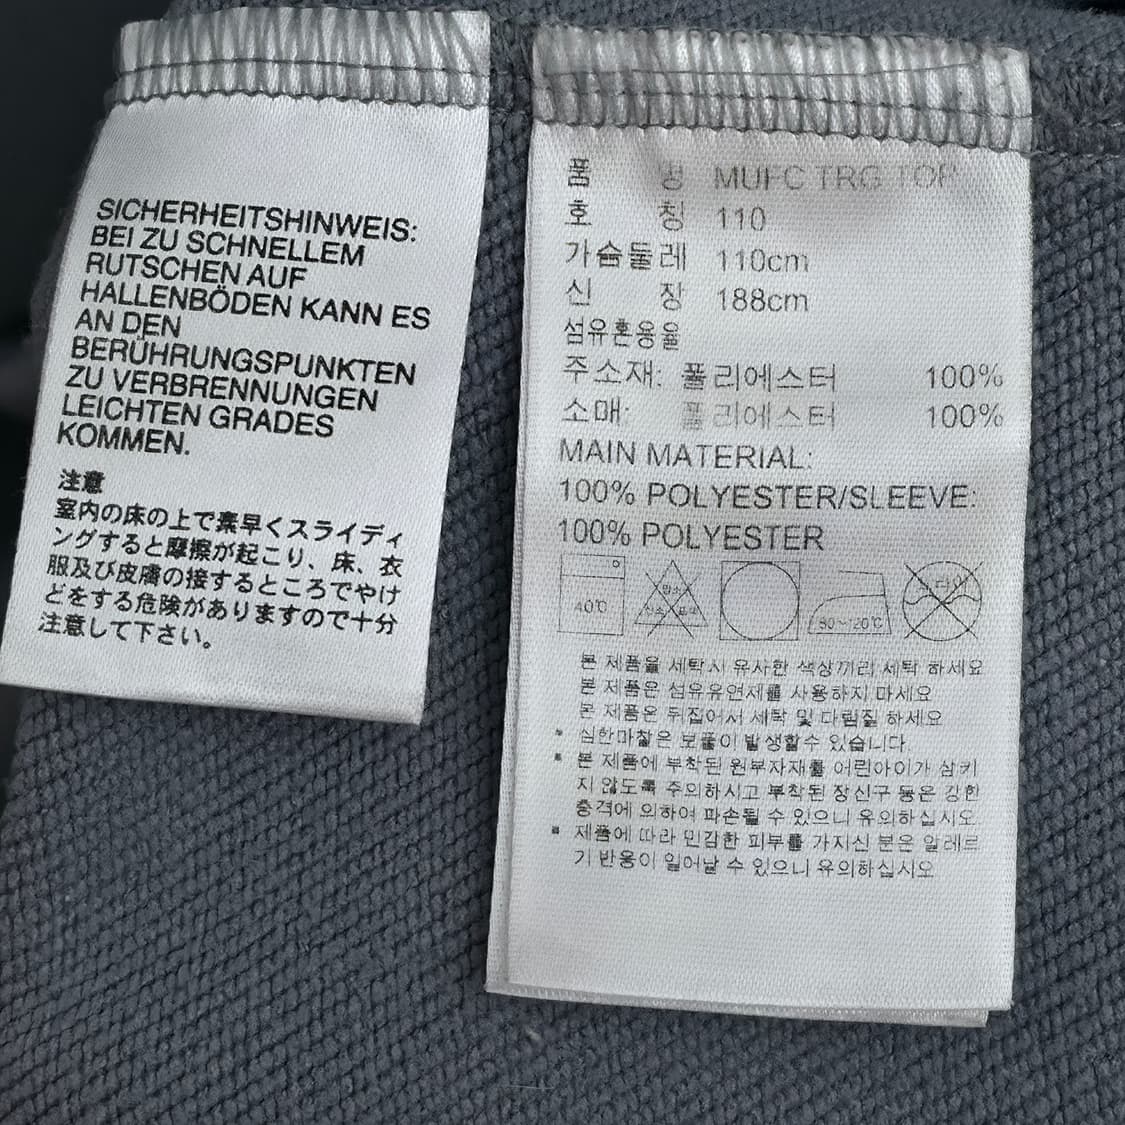 SICHERHEITSHINWEIS:
BEI ZU SCHNELLEM
RUTSCHEN AUF
HALLENBÖDEN KANN ES
AN DEN
BERÜHRUNGSPUNKTEN
ZU VERBRENNUNGEN
LEICHTEN GRADES
KOMMEN.
注意
室内の床の上で素早くスライディ
ングすると摩擦が起こり、床、衣
服及び皮膚の接するところでやけ
どをする危険がありますので十分
注意して下さい。
품 명 MUFC TRG TOP
호 칭 110
가슴둘레 110cm
신 장 188cm
섬유혼용율
주소재: 폴리에스터 100%
소매: 폴리에스터 100%
MAIN MATERIAL:
100% POLYESTER/SLEEVE:
100% POLYESTER
40℃ 80~120℃
본 제품을 세탁시 유사한 색상끼리 세탁 하세요
본 제품은 섬유유연제를 사용하지 마세요
본 제품은 뒤집어서 세탁 및 다림질 하세요
* 심한마찰은 보풀이 발생할수 있습니다.
* 본 제품에 부착된 원부자재를 어린아이가 삼키
지 않도록 주의하시고 부착된 장신구 등은 강한
충격에 의하여 파손될 수 있으니 유의하십시오.
* 제품에 따라 민감한 피부를 가지신 분은 알레르
기 반응이 일어날 수 있으니 유의하십시오